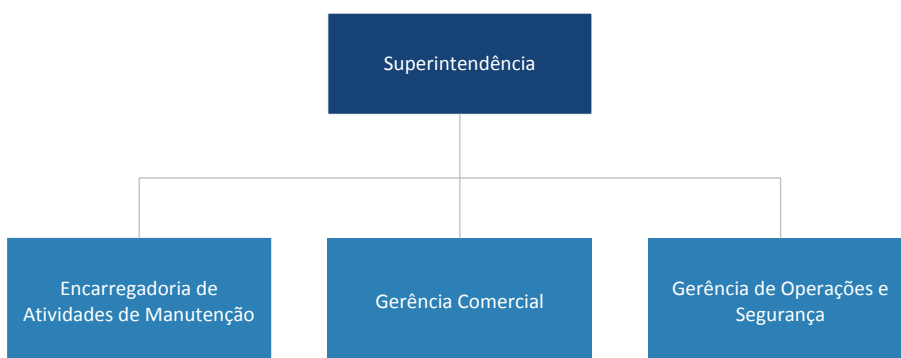 Superintendência
Encarregadoria de
Atividades de Manutenção
Gerência Comercial
Gerência de Operações e
Segurança